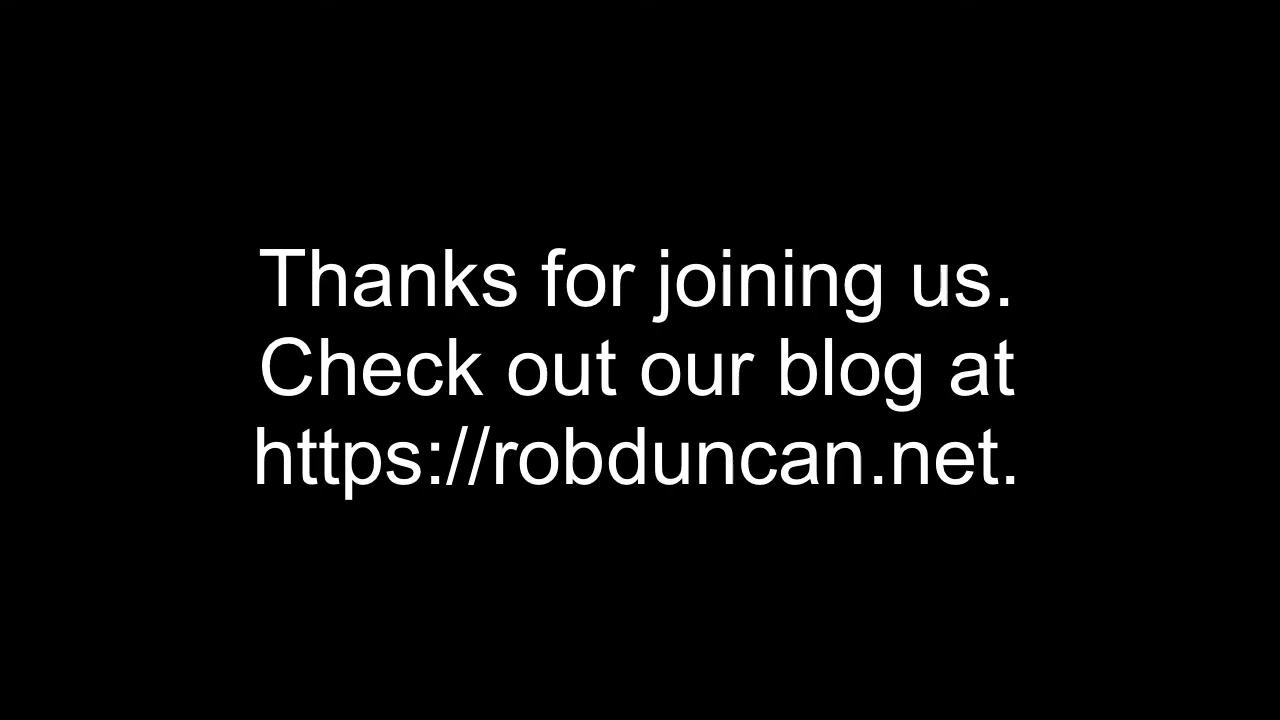 Thanks for joining us.
Check out our blog at
https://robduncan.net.